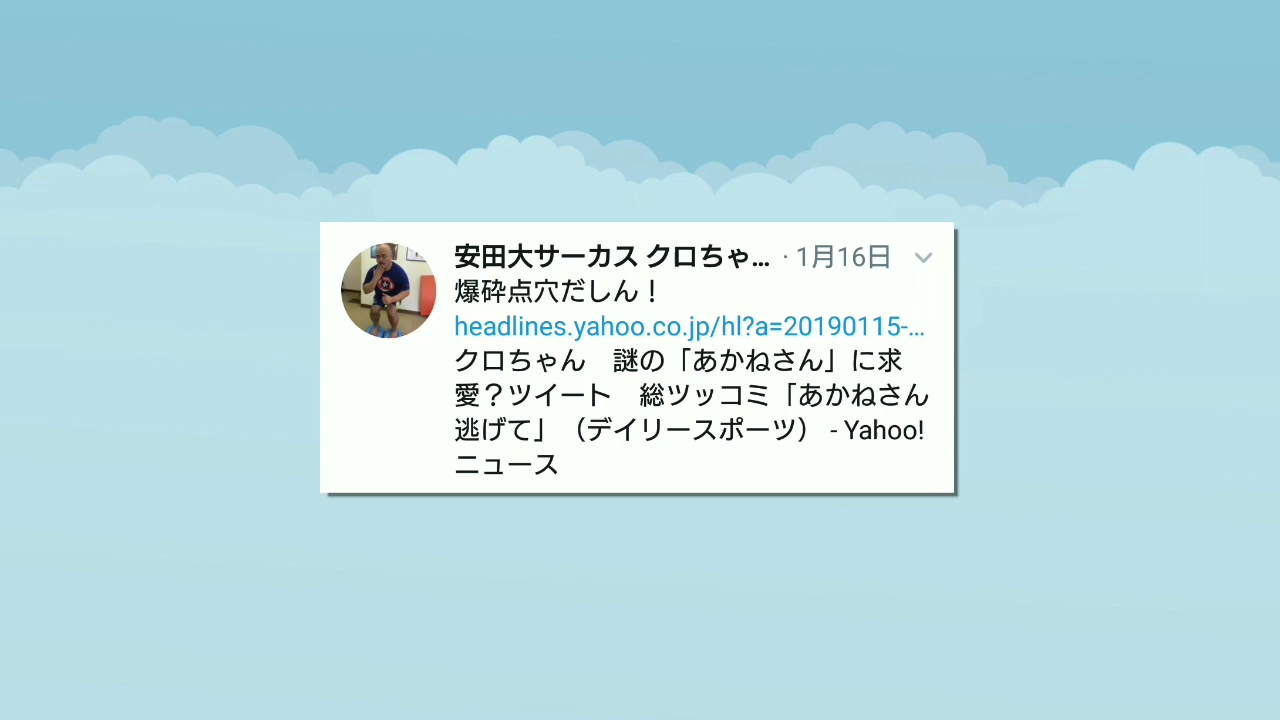 安田大サーカス クロちゃ... · 1月16日
爆砕点穴だしん！
headlines.yahoo.co.jp/hl?a=20190115-...
クロちゃん　謎の「あかねさん」に求
愛？ツイート　総ツッコミ「あかねさん
逃げて」（デイリースポーツ） - Yahoo!
ニュース